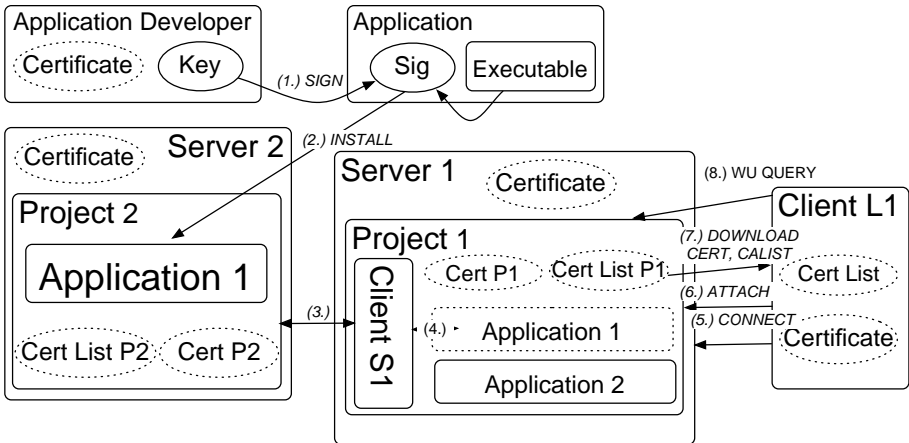 Application Developer
Certificate
Key
(1.) SIGN
Application
Sig
Executable
(2.) INSTALL
Server 2
Certificate
Project 2
Application 1
Cert List P2
Cert P2
(3.)
Server 1
Certificate
Project 1
Client S1
Cert P1
Cert List P1
(4.)
Application 1
Application 2
(8.) WU QUERY
Client L1
(7.) DOWNLOAD
CERT, CALIST
Cert List
(6.) ATTACH
(5.) CONNECT
Certificate